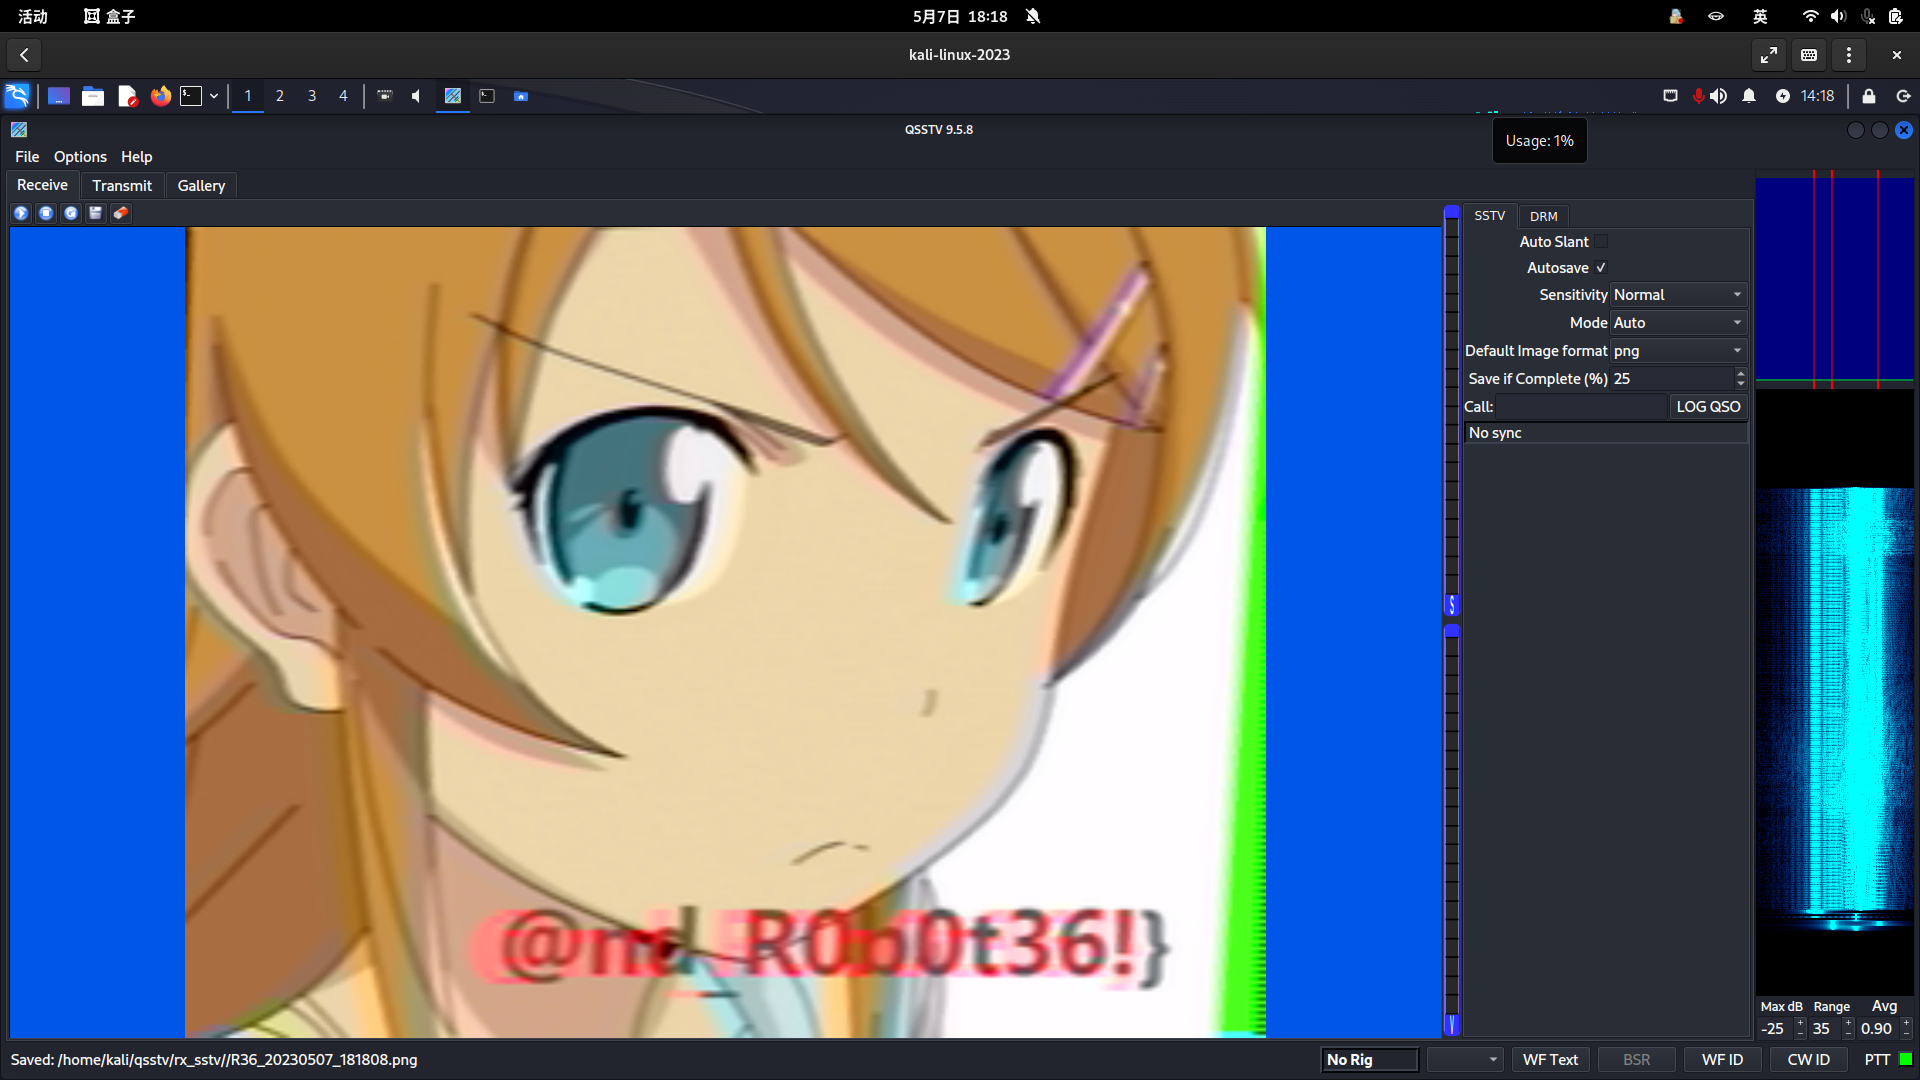 活动 盒子 5月7日 18:18 英
kali-linux-2023
1 2 3 4 14:18
QSSTV 9.5.8
Usage: 1%
File Options Help
Receive Transmit Gallery
SSTV DRM
Auto Slant
Autosave
Sensitivity Normal
Mode Auto
Default Image format png
Save if Complete (%) 25
Call: LOG QSO
No sync
S
@nd_R0b0t36!}
V
Max dB Range Avg
-25 35 0.90
Saved: /home/kali/qsstv/rx_sstv//R36_20230507_181808.png
No Rig WF Text BSR WF ID CW ID PTT